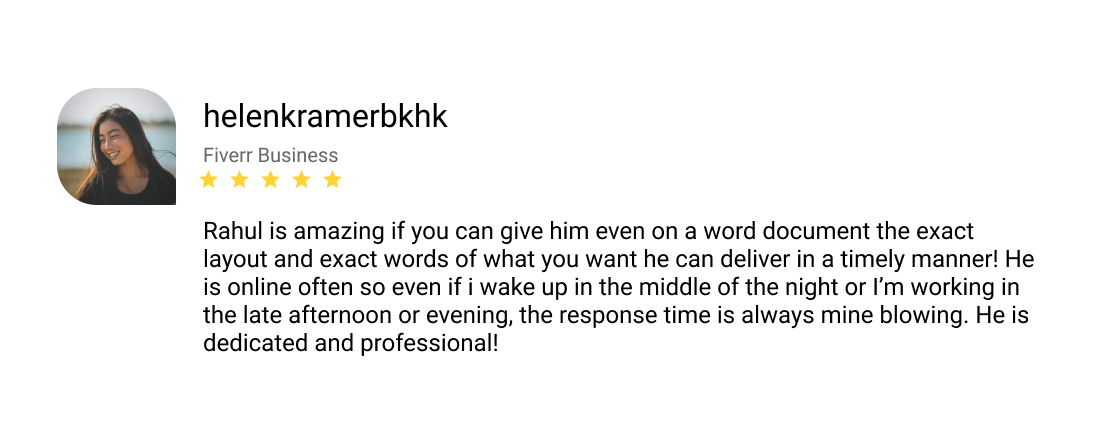 helenkramerbkhk
Fiverr Business
Rahul is amazing if you can give him even on a word document the exact
layout and exact words of what you want he can deliver in a timely manner! He
is online often so even if i wake up in the middle of the night or I’m working in
the late afternoon or evening, the response time is always mine blowing. He is
dedicated and professional!